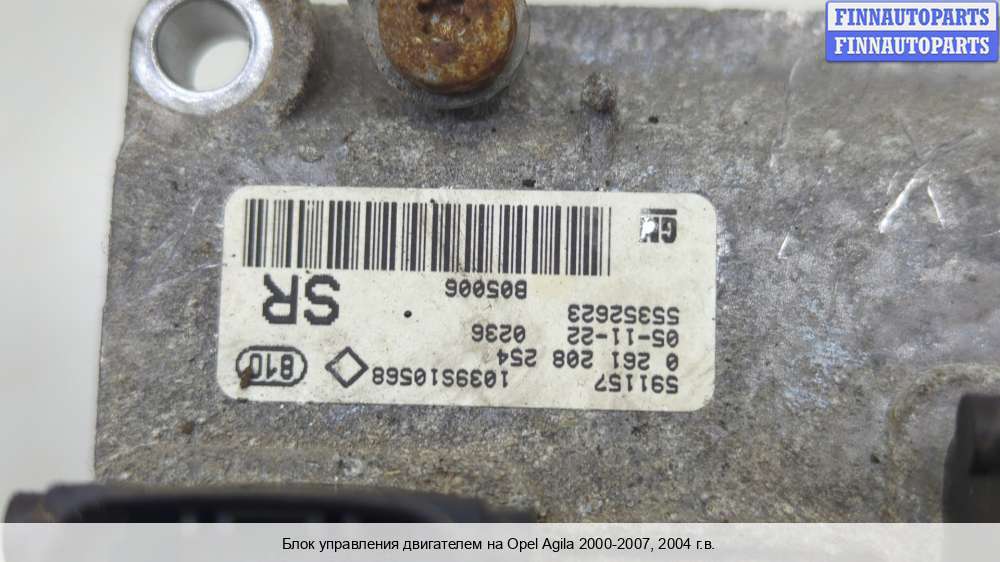 FINNAUTOPARTS
FINNAUTOPARTS
591157
1039S10568
0 261 208 254
B10
05-11-22 0236
55352623
SR
B05006
GM
Блок управления двигателем на Opel Agila 2000-2007, 2004 г.в.